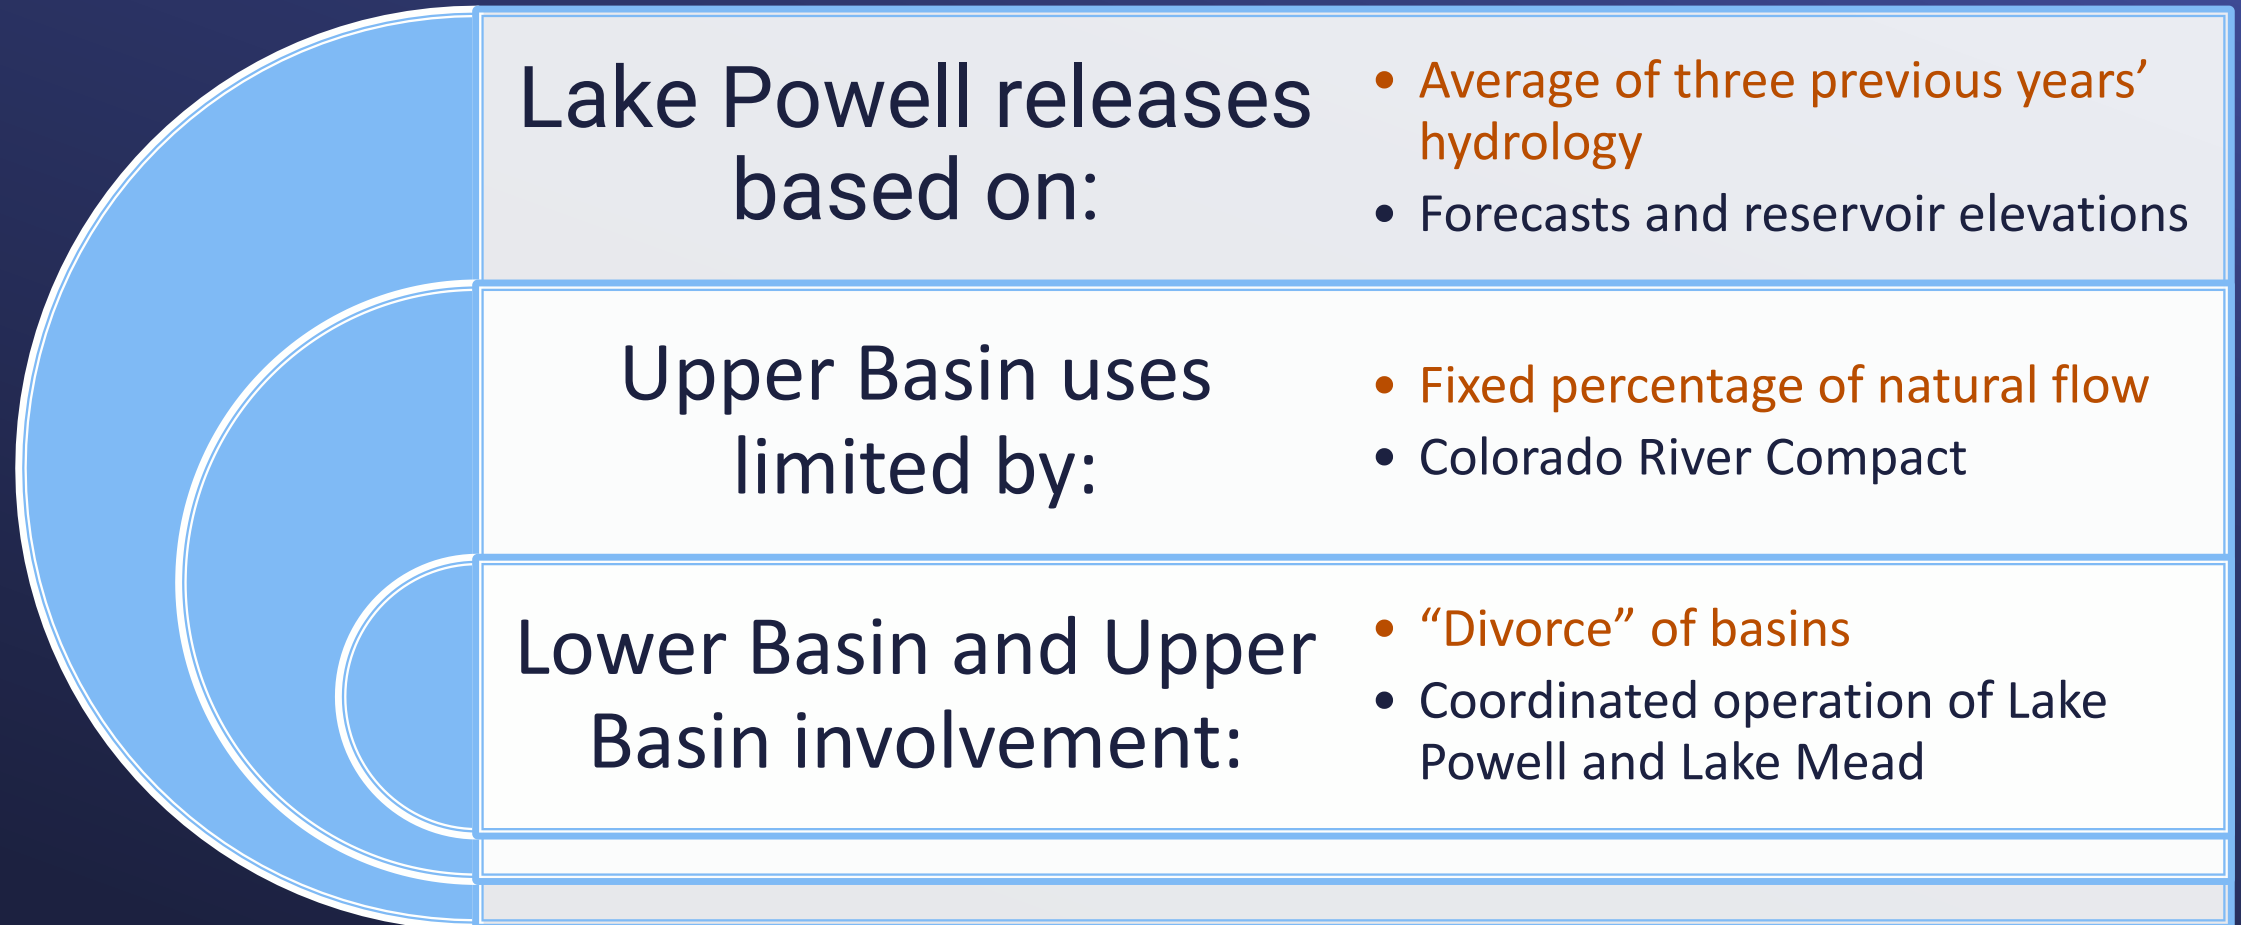 Lake Powell releases
based on:
• Average of three previous years’
hydrology
• Forecasts and reservoir elevations
Upper Basin uses
limited by:
• Fixed percentage of natural flow
• Colorado River Compact
Lower Basin and Upper
Basin involvement:
• “Divorce” of basins
• Coordinated operation of Lake
Powell and Lake Mead